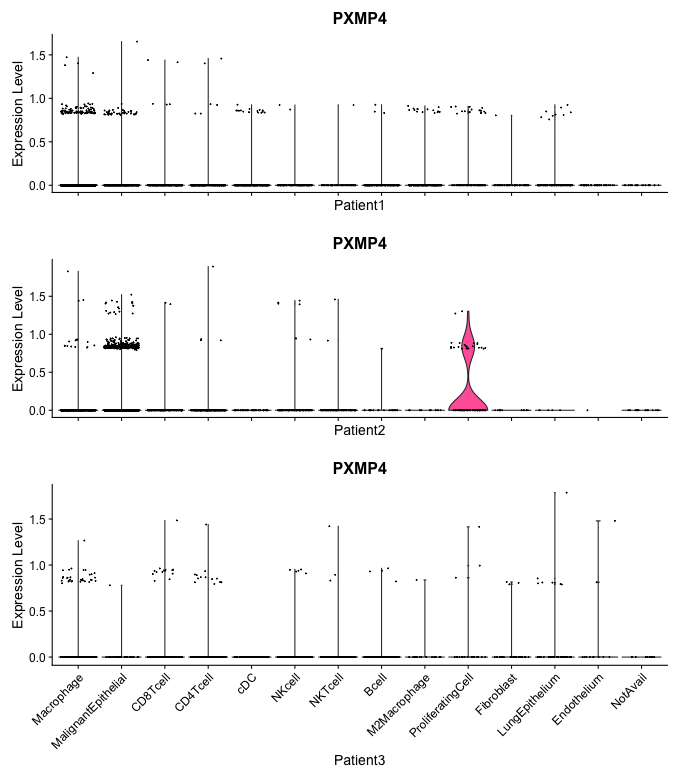 PXMP4
Expression Level
1.5
1.0
0.5
0.0
Patient1
PXMP4
Expression Level
1.5
1.0
0.5
0.0
Patient2
PXMP4
Expression Level
1.5
1.0
0.5
0.0
Macrophage
MalignantEpithelial
CD8Tcell
CD4Tcell
cDC
NKcell
NKTcell
Bcell
M2Macrophage
ProliferatingCell
Fibroblast
LungEpithelium
Endothelium
NotAvail
Patient3